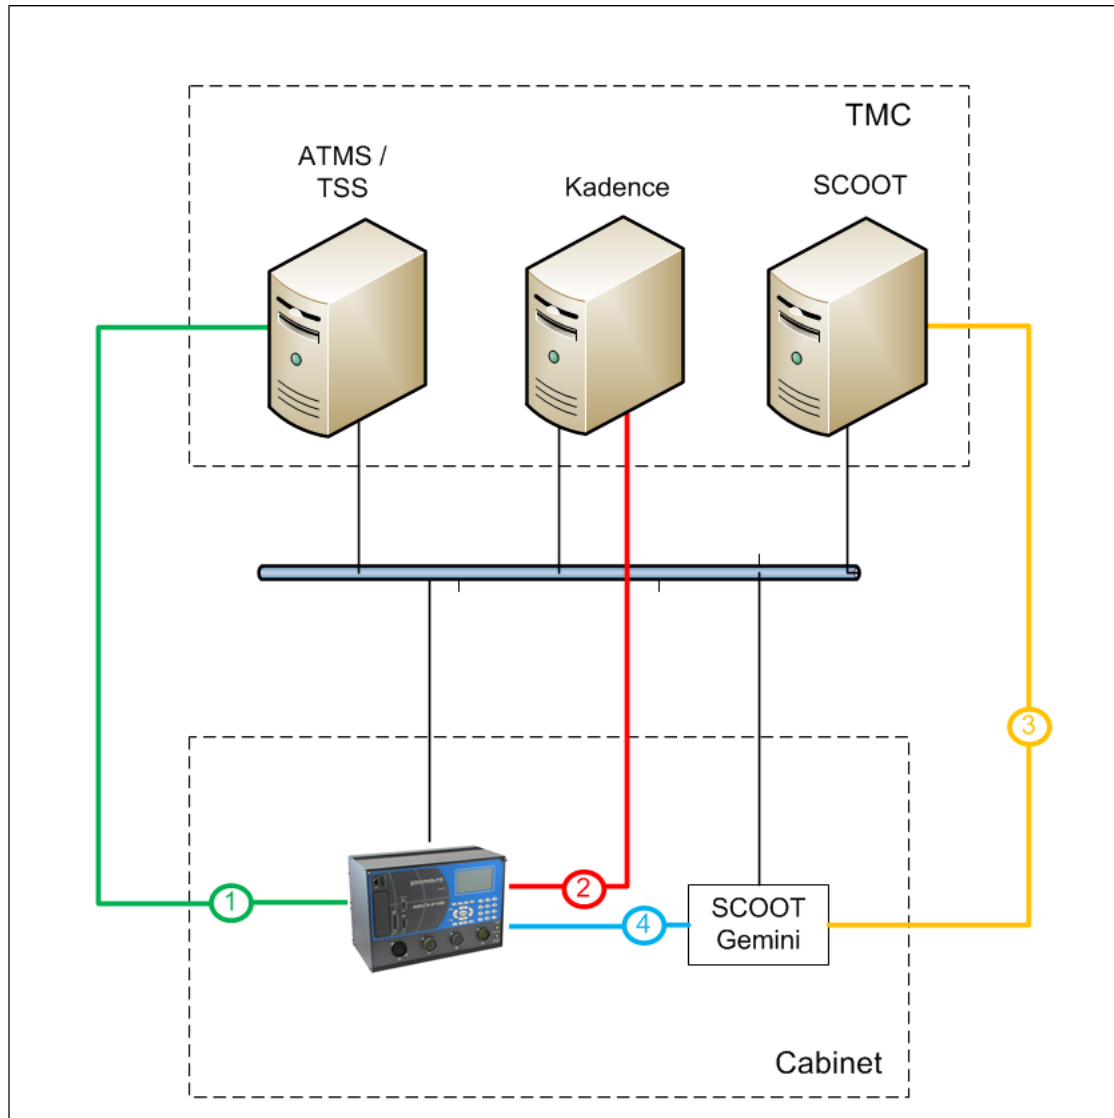 TMC
ATMS /
TSS
Kadence
SCOOT
3
1
2
4
SCOOT
Gemini
Cabinet